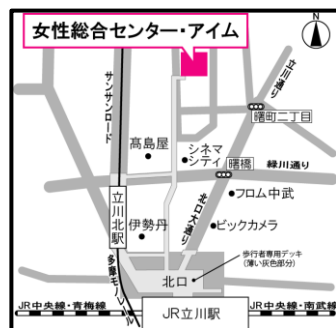 女性総合センター・アイム
N
サンサンロード
立川通り
曙町二丁目
髙島屋
シネマ
シティ
曙橋
緑川通り
立川北駅
伊勢丹
北口大通り
フロム中武
ビックカメラ
歩行者専用デッキ
(薄い灰色部分)
多摩モノレール
北口
JR中央線・青梅線
JR立川駅
JR中央線・南武線